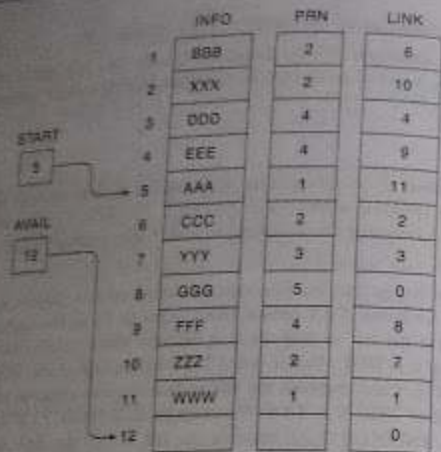 INFO PRN LINK
1 BBB 2 6
2 XXX 2 10
3 DDD 4 4
START
4 EEE 4 9
5
5 AAA 1 11
AVAIL
6 CCC 2 2
12
7 YYY 3 3
8 GGG 5 0
9 FFF 4 8
10 ZZZ 2 7
11 WWW 1 1
12 0